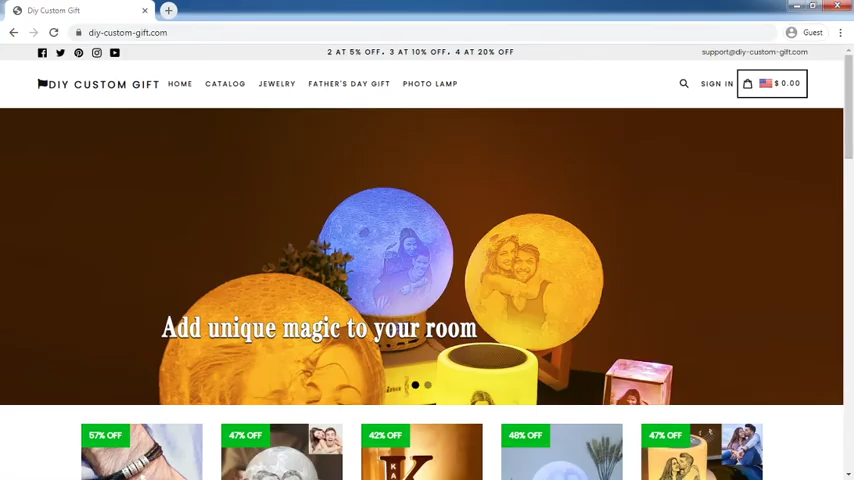 Diy Custom Gift
diy-custom-gift.com
Guest
2 AT 5% OFF, 3 AT 10% OFF, 4 AT 20% OFF
support@diy-custom-gift.com
DIY CUSTOM GIFT
HOME
CATALOG
JEWELRY
FATHER'S DAY GIFT
PHOTO LAMP
SIGN IN
$ 0.00
Add unique magic to your room
57% OFF
47% OFF
42% OFF
48% OFF
47% OFF
K